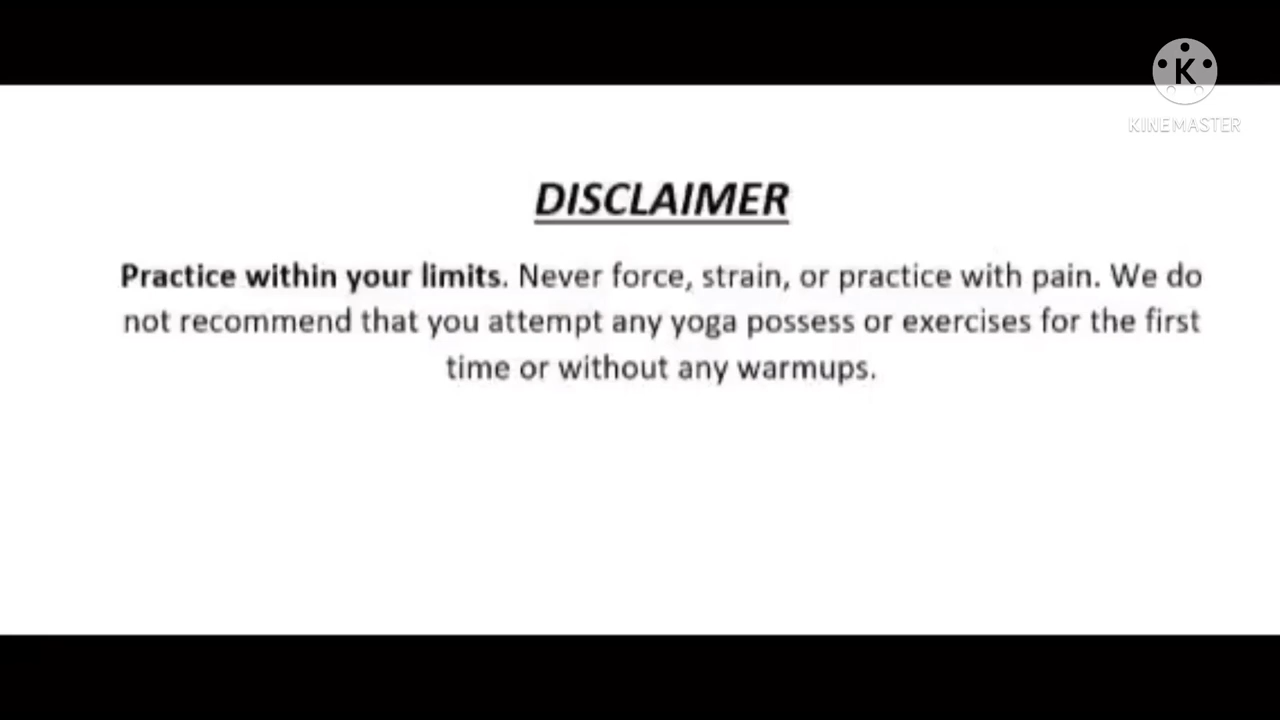 K
KINEMASTER
DISCLAIMER
Practice within your limits. Never force, strain, or practice with pain. We do
not recommend that you attempt any yoga possess or exercises for the first
time or without any warmups.